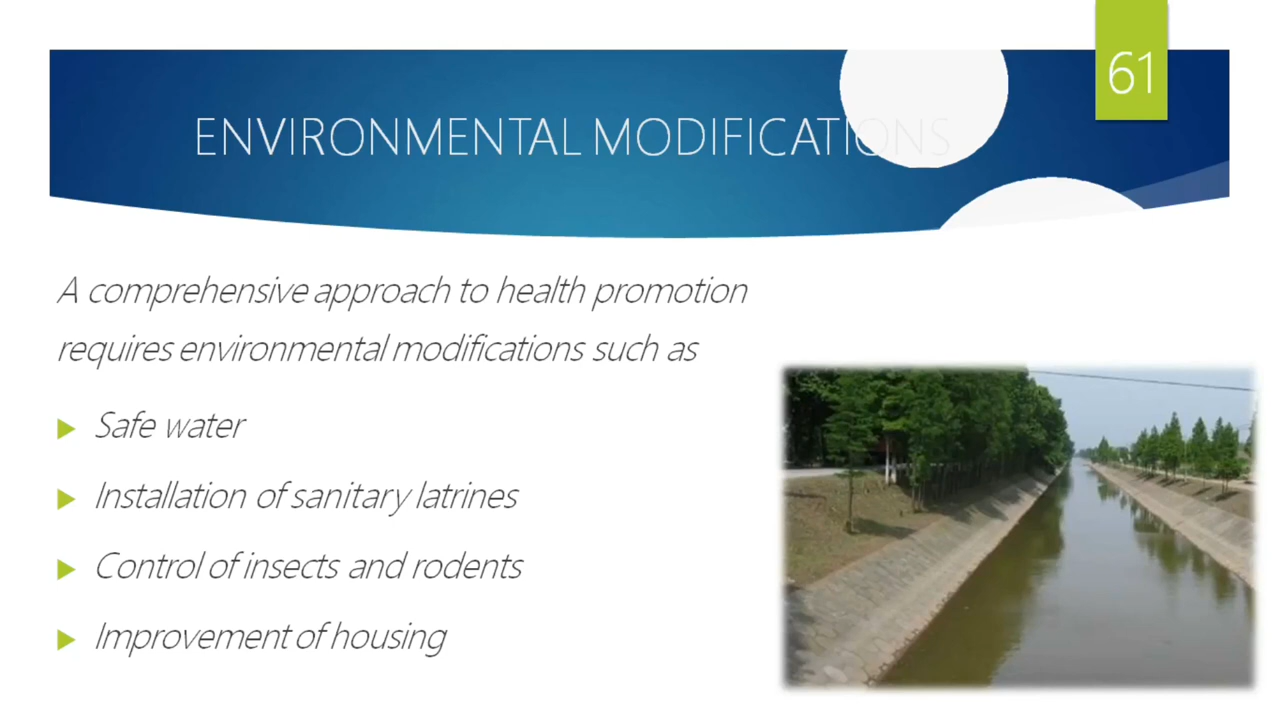 61
ENVIRONMENTAL MODIFICATIONS
A comprehensive approach to health promotion
requires environmental modifications such as
Safe water
Installation of sanitary latrines
Control of insects and rodents
Improvement of housing